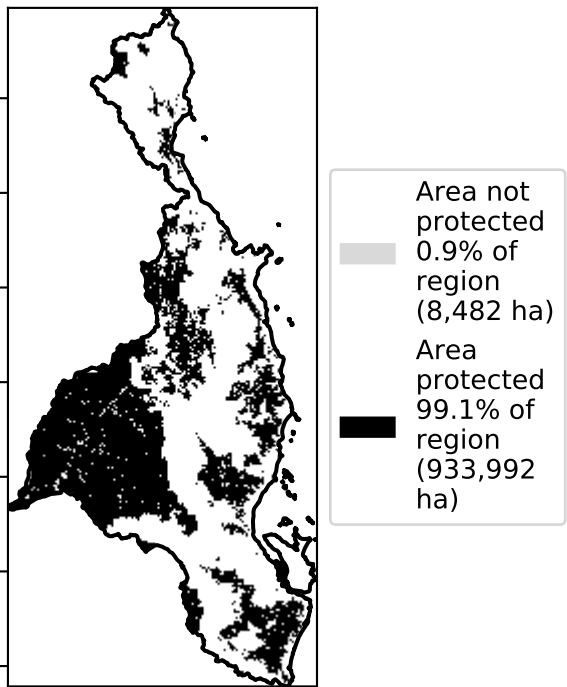 Area not
protected
0.9% of
region
(8,482 ha)
Area
protected
99.1% of
region
(933,992
ha)